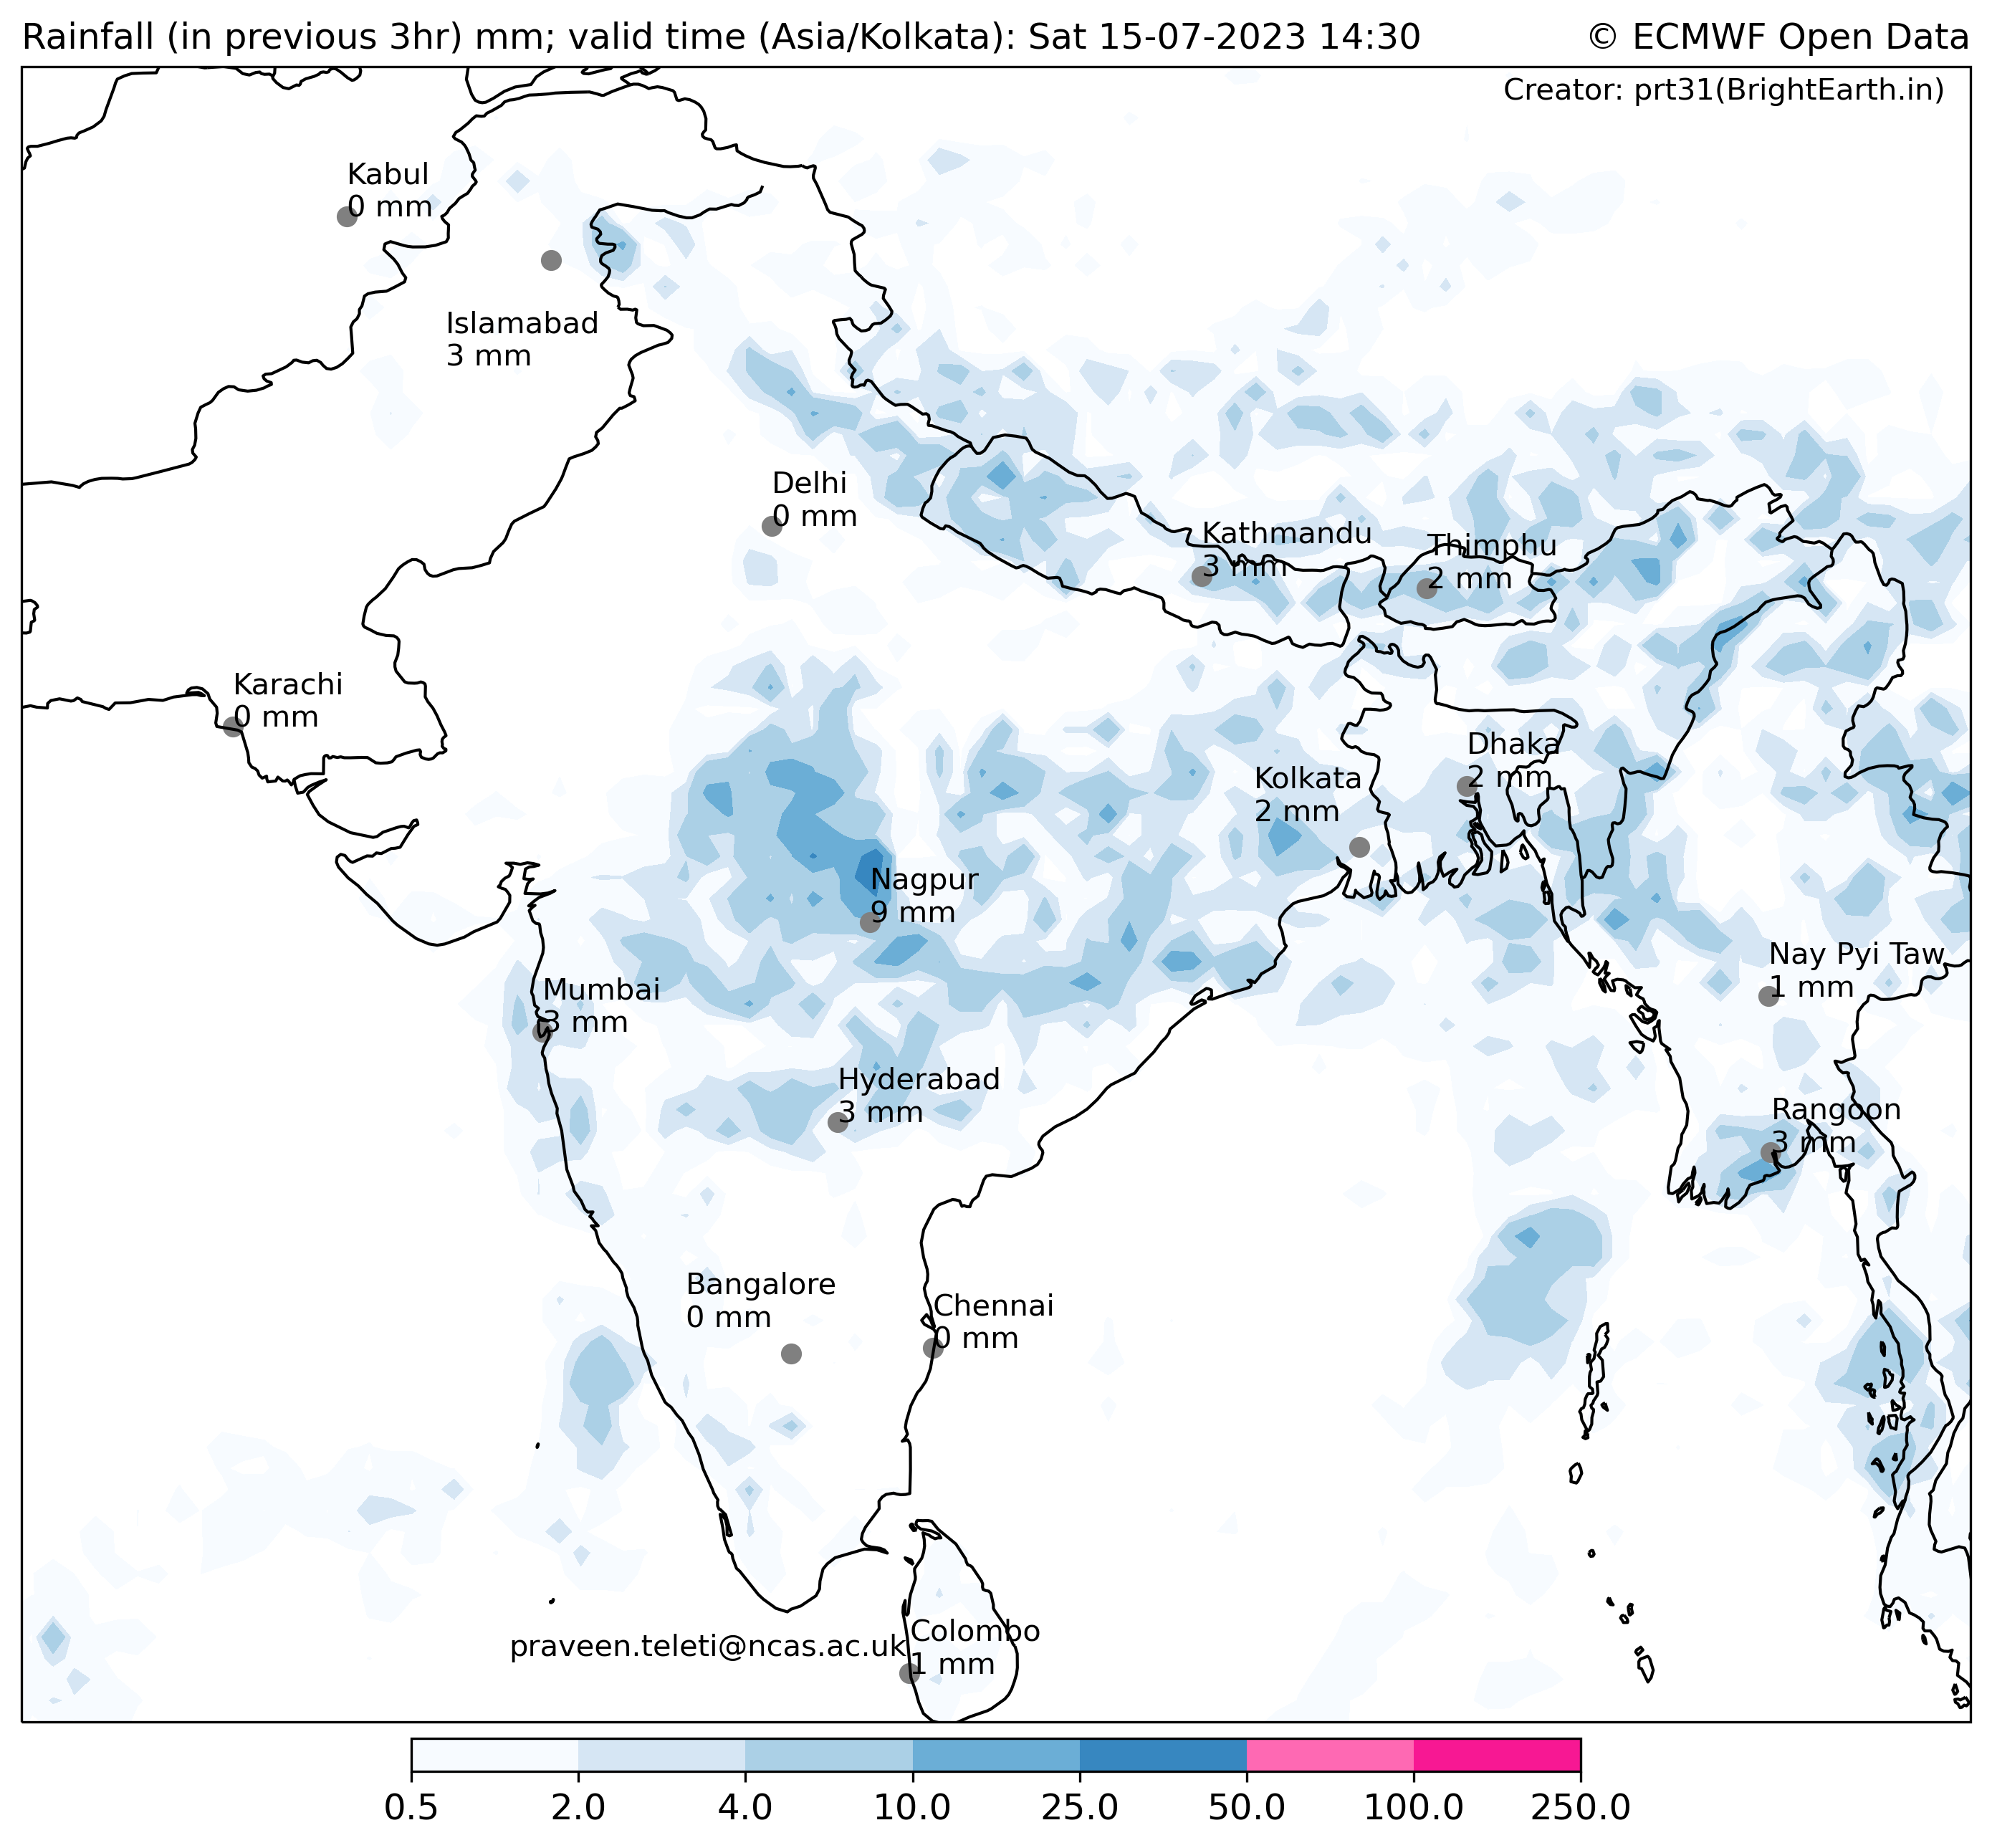 Rainfall (in previous 3hr) mm; valid time (Asia/Kolkata): Sat 15-07-2023 14:30
© ECMWF Open Data
Creator: prt31(BrightEarth.in)
Kabul
0 mm
Islamabad
3 mm
Delhi
0 mm
Kathmandu
3 mm
Thimphu
2 mm
Karachi
0 mm
Dhaka
2 mm
Kolkata
2 mm
Nagpur
9 mm
Nay Pyi Taw
1 mm
Mumbai
3 mm
Hyderabad
3 mm
Rangoon
3 mm
Bangalore
0 mm
Chennai
0 mm
Colombo
1 mm
praveen.teleti@ncas.ac.uk
0.5 2.0 4.0 10.0 25.0 50.0 100.0 250.0